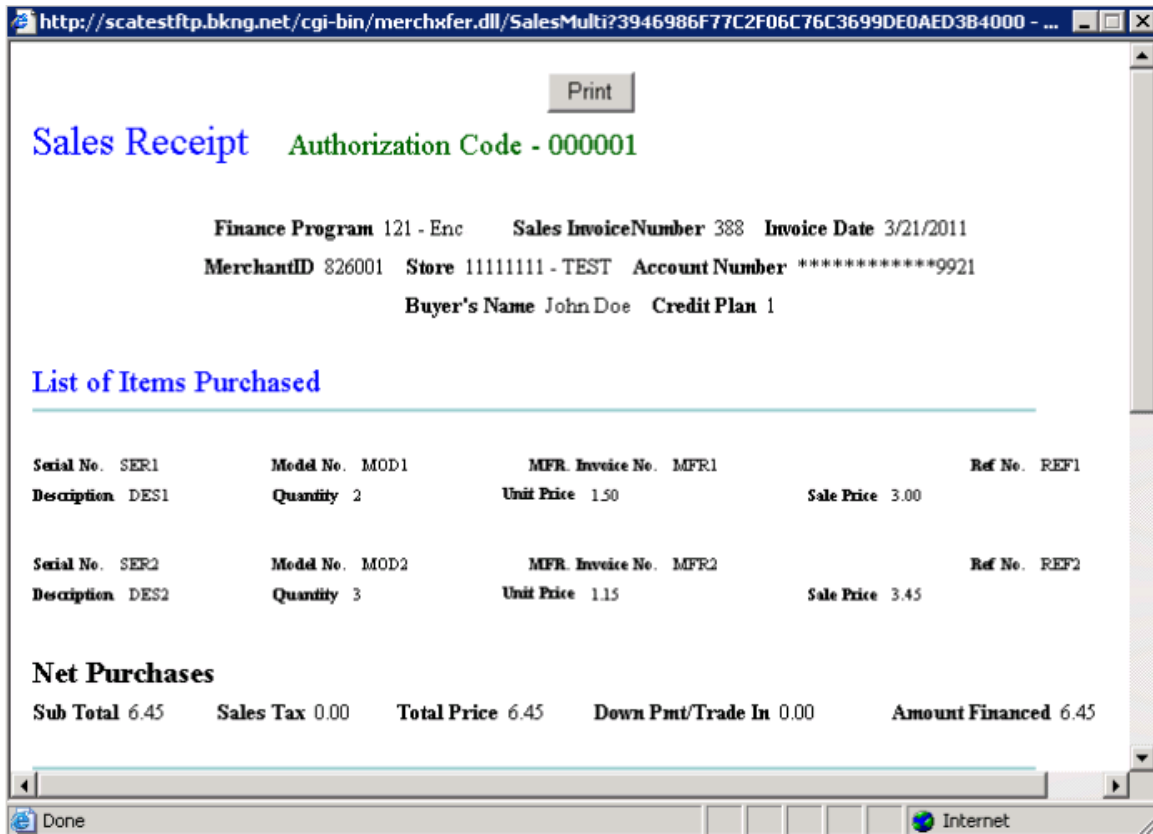 http://scatestftp.bkng.net/cgi-bin/merchxfer.dll/SalesMulti?3946986F77C2F06C76C3699DE0AED3B4000 - ...
Print
Sales Receipt Authorization Code - 000001
Finance Program 121 - Enc Sales InvoiceNumber 388 Invoice Date 3/21/2011
MerchantID 826001 Store 11111111 - TEST Account Number ************9921
Buyer's Name John Doe Credit Plan 1
List of Items Purchased
Serial No. SER1 Model No. MOD1 MFR. Invoice No. MFR1 Ref No. REF1
Description DES1 Quantity 2 Unit Price 1.50 Sale Price 3.00
Serial No. SER2 Model No. MOD2 MFR. Invoice No. MFR2 Ref No. REF2
Description DES2 Quantity 3 Unit Price 1.15 Sale Price 3.45
Net Purchases
Sub Total 6.45 Sales Tax 0.00 Total Price 6.45 Down Pmt/Trade In 0.00 Amount Financed 6.45
Done Internet